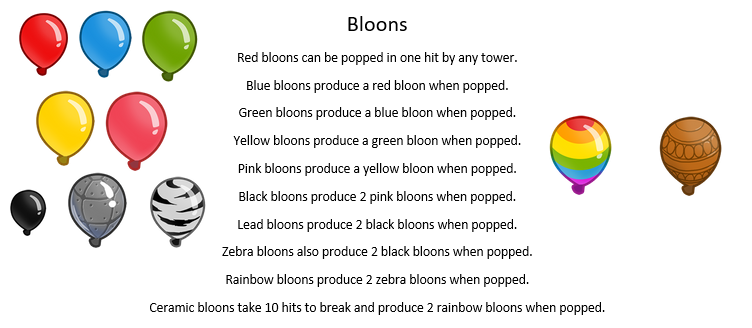 Bloons
Red bloons can be popped in one hit by any tower.
Blue bloons produce a red bloon when popped.
Green bloons produce a blue bloon when popped.
Yellow bloons produce a green bloon when popped.
Pink bloons produce a yellow bloon when popped.
Black bloons produce 2 pink bloons when popped.
Lead bloons produce 2 black bloons when popped.
Zebra bloons also produce 2 black bloons when popped.
Rainbow bloons produce 2 zebra bloons when popped.
Ceramic bloons take 10 hits to break and produce 2 rainbow bloons when popped.